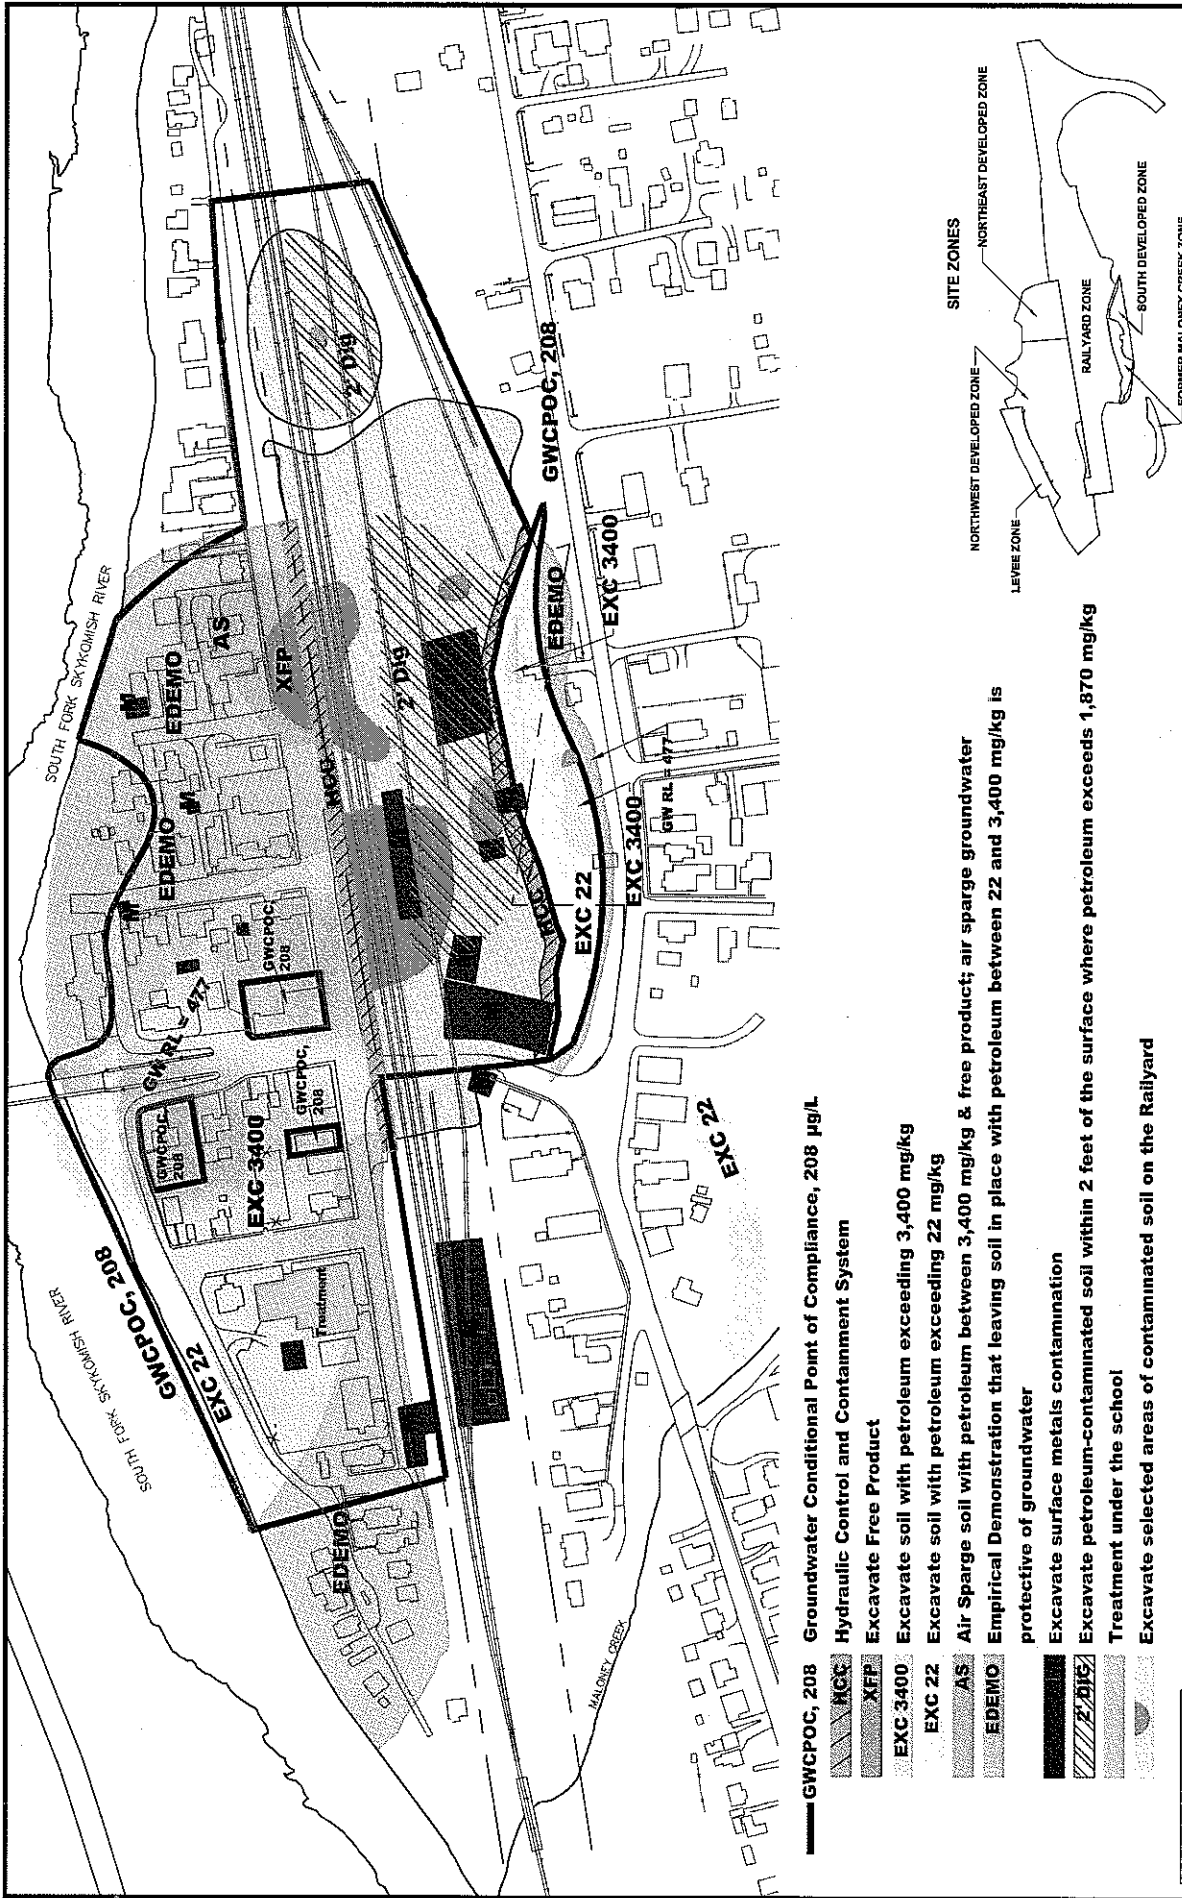 SOUTH FORK SKYKOMISH RIVER
SOUTH FORK SKYKOMISH RIVER
GWCPOC, 208
EXC 22
EDEMO
Treatment
GWCPOC,
208
EXC 3400
GWCPOC,
208
GW RL = 477
GWCPOC,
208
M
EDEMO
M
M
EDEMO
AS
HCC
XFP
2' Dig
2' Dig
HCC
EXC 22
EXC 3400
GW RL = 477
EDEMO
EXC 3400
GWCPOC, 208
EXC 22
MALONEY CREEK
GWCPOC, 208 Groundwater Conditional Point of Compliance, 208 µg/L
HCC Hydraulic Control and Containment System
XFP Excavate Free Product
EXC 3400 Excavate soil with petroleum exceeding 3,400 mg/kg
EXC 22 Excavate soil with petroleum exceeding 22 mg/kg
AS Air Sparge soil with petroleum between 3,400 mg/kg & free product; air sparge groundwater
EDEMO Empirical Demonstration that leaving soil in place with petroleum between 22 and 3,400 mg/kg is
protective of groundwater
Excavate surface metals contamination
2' DIG Excavate petroleum-contaminated soil within 2 feet of the surface where petroleum exceeds 1,870 mg/kg
Treatment under the school
Excavate selected areas of contaminated soil on the Railyard
SITE ZONES
NORTHWEST DEVELOPED ZONE
NORTHEAST DEVELOPED ZONE
LEVEE ZONE
RAILYARD ZONE
SOUTH DEVELOPED ZONE
FORMER MALONEY CREEK ZONE